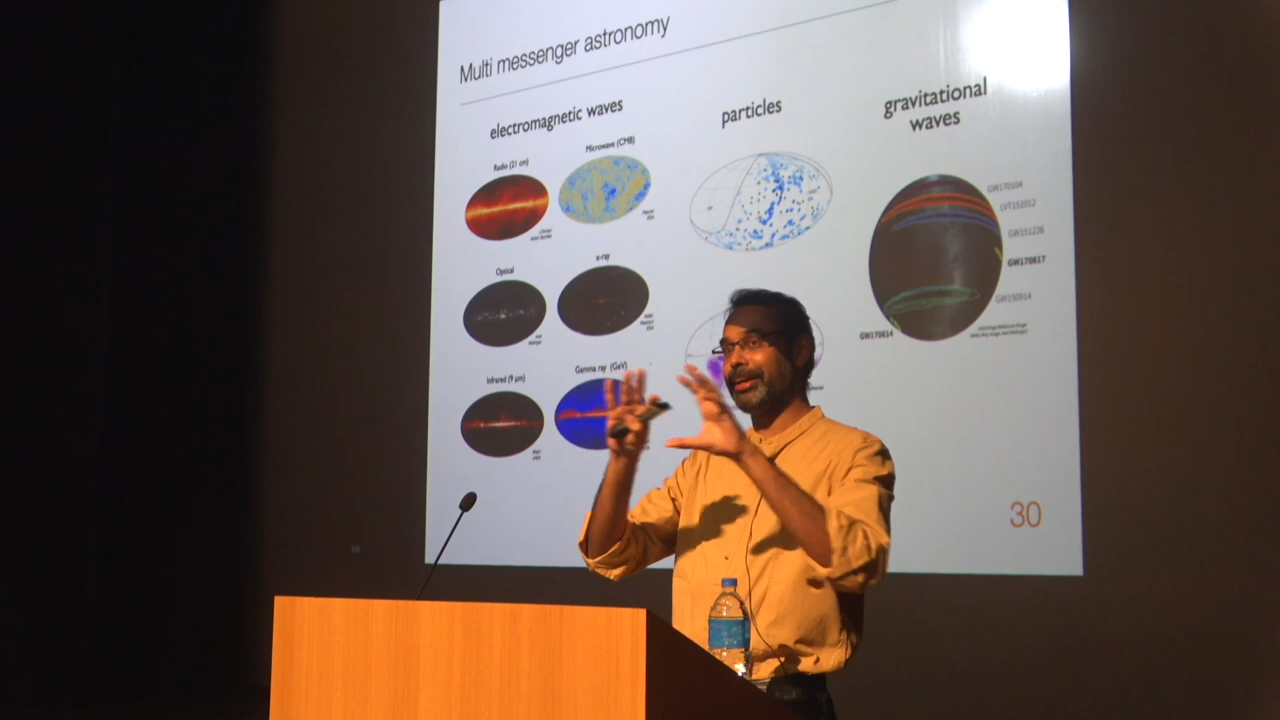 Multi messenger astronomy
electromagnetic waves
particles
gravitational
waves
Radio (21 cm)
Microwave (CMB)
Optical
x-ray
Infrared (9 µm)
Gamma ray (GeV)
GW170104
LVT151012
GW151226
GW170817
GW150914
GW170814
30